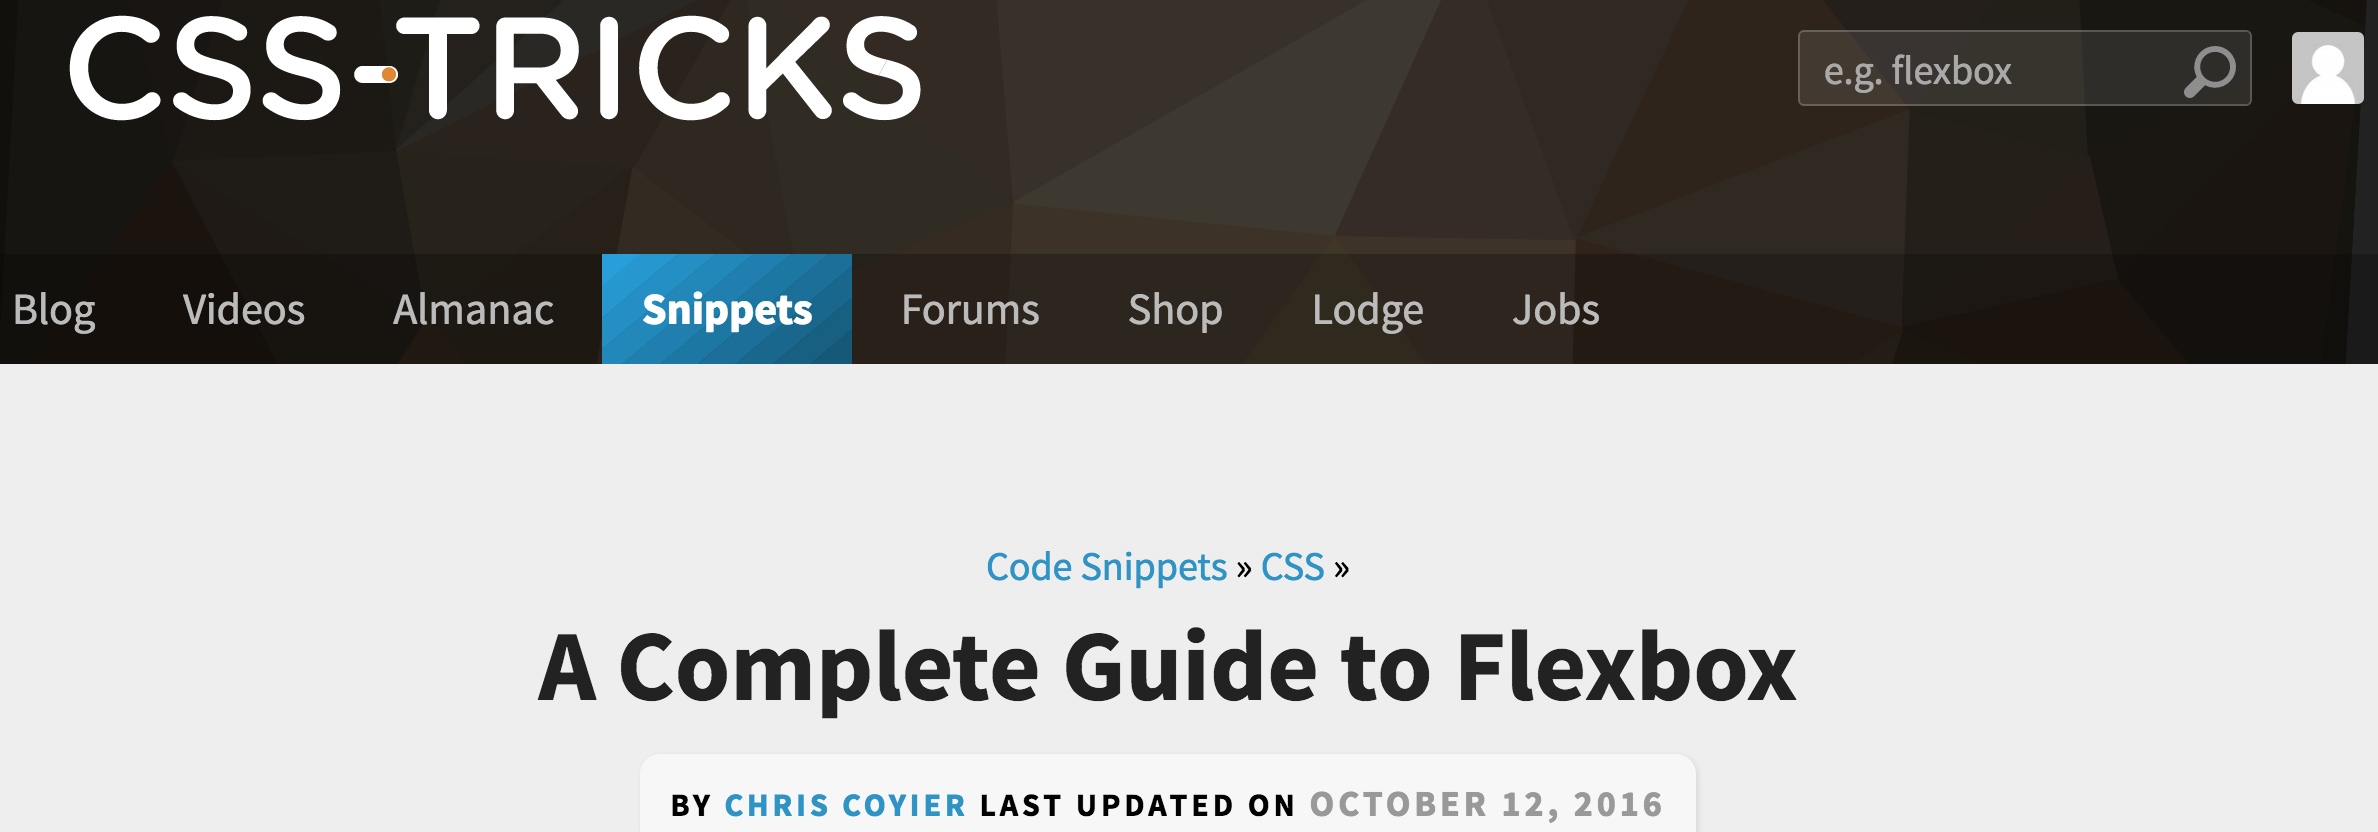 CSS-TRICKS
e.g. flexbox
Blog Videos Almanac Snippets Forums Shop Lodge Jobs
Code Snippets » CSS »
A Complete Guide to Flexbox
BY CHRIS COYIER LAST UPDATED ON OCTOBER 12, 2016